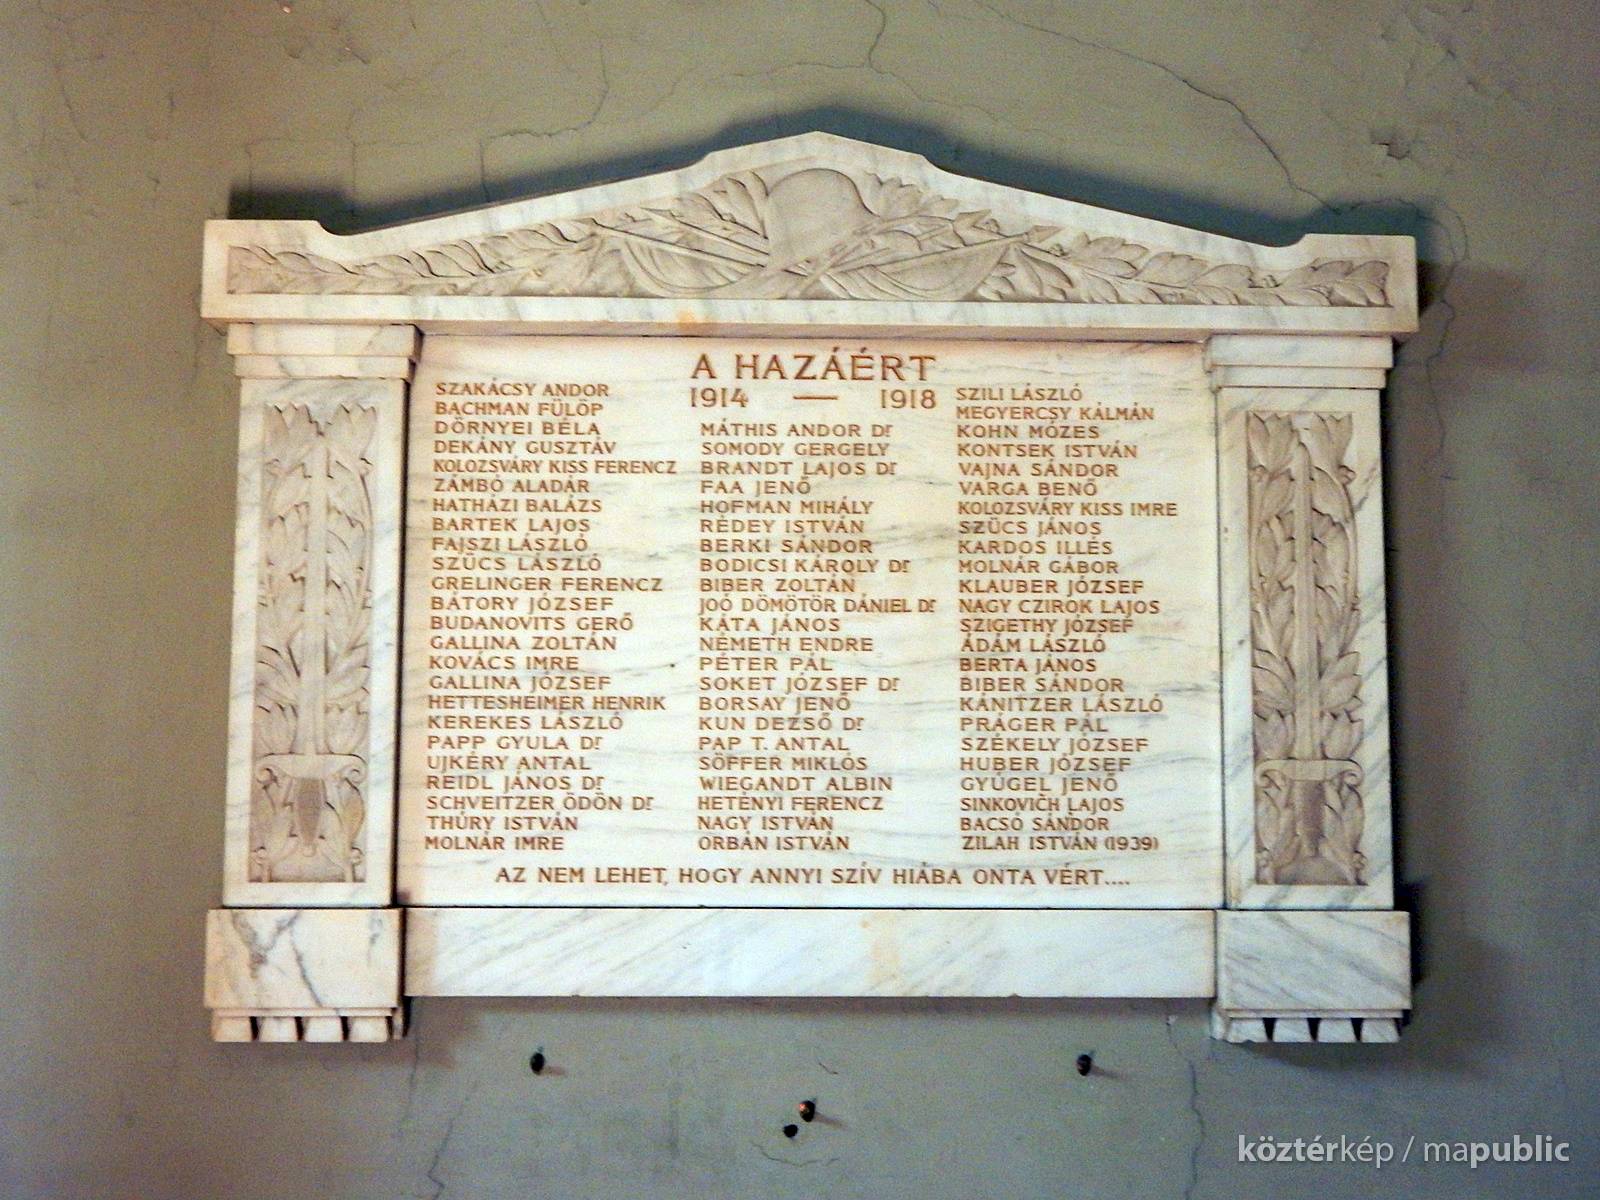 A HAZÁÉRT
1914 — 1918
SZAKÁCSY ANDOR
BACHMAN FÜLÖP
DÖRNYEI BÉLA
DEKÁNY GUSZTÁV
KOLOZSVÁRY KISS FERENCZ
ZÁMBÓ ALADÁR
HATHÁZI BALÁZS
BARTEK LAJOS
FAJSZI LÁSZLÓ
SZÜCS LÁSZLÓ
GRELINGER FERENCZ
BÁTORY JÓZSEF
BUDANOVITS GERŐ
GALLINA ZOLTÁN
KOVÁCS IMRE
GALLINA JÓZSEF
HETTESHEIMER HENRIK
KEREKES LÁSZLÓ
PAPP GYULA Dr
UJKÉRY ANTAL
REIDL JÁNOS Dr
SCHVEITZER ÖDÖN Dr
THÚRY ISTVÁN
MOLNÁR IMRE
MÁTHIS ANDOR Dr
SOMODY GERGELY
BRANDT LAJOS Dr
FAA JENŐ
HOFMAN MIHÁLY
RÉDEY ISTVÁN
BERKI SÁNDOR
BODICSI KÁROLY Dr
BIBER ZOLTÁN
JOÓ DÖMÖTÖR DÁNIEL Dr
KÁTA JÁNOS
NÉMETH ENDRE
PÉTER PÁL
SOKET JÓZSEF Dr
BORSAY JENŐ
KUN DEZSŐ Dr
PAP T. ANTAL
SÖFFER MIKLÓS
WIEGANDT ALBIN
HETÉNYI FERENCZ
NAGY ISTVÁN
ORBÁN ISTVÁN
SZILI LÁSZLÓ
MEGYERCSY KÁLMÁN
KOHN MÓZES
KONTSEK ISTVÁN
VAJNA SÁNDOR
VARGA BENŐ
KOLOZSVÁRY KISS IMRE
SZÜCS JÁNOS
KARDOS ILLÉS
MOLNÁR GÁBOR
KLAUBER JÓZSEF
NAGY CZIROK LAJOS
SZIGETHY JÓZSEF
ÁDÁM LÁSZLÓ
BERTA JÁNOS
BIBER SÁNDOR
KANITZER LÁSZLÓ
PRÁGER PÁL
SZÉKELY JÓZSEF
HUBER JÓZSEF
GYÜGEL JENŐ
SINKOVICH LAJOS
BACSÓ SÁNDOR
ZILAH ISTVÁN (1939)
AZ NEM LEHET, HOGY ANNYI SZÍV HIÁBA ONTA VÉRT....
köztérkép / mapublic